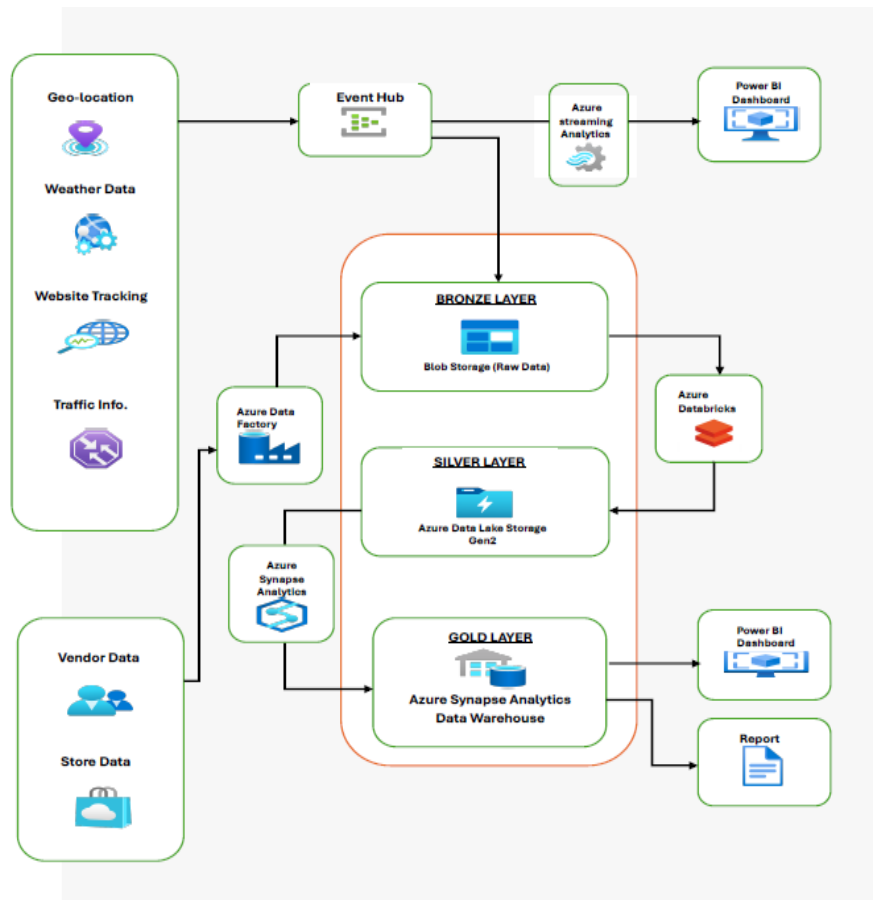 Geo-location
Weather Data
Website Tracking
Traffic Info.
Event Hub
Azure
streaming
Analytics
Power BI
Dashboard
BRONZE LAYER
Blob Storage (Raw Data)
Azure Data
Factory
Azure
Databricks
SILVER LAYER
Azure Data Lake Storage
Gen2
Azure
Synapse
Analytics
Vendor Data
Store Data
GOLD LAYER
Azure Synapse Analytics
Data Warehouse
Power BI
Dashboard
Report